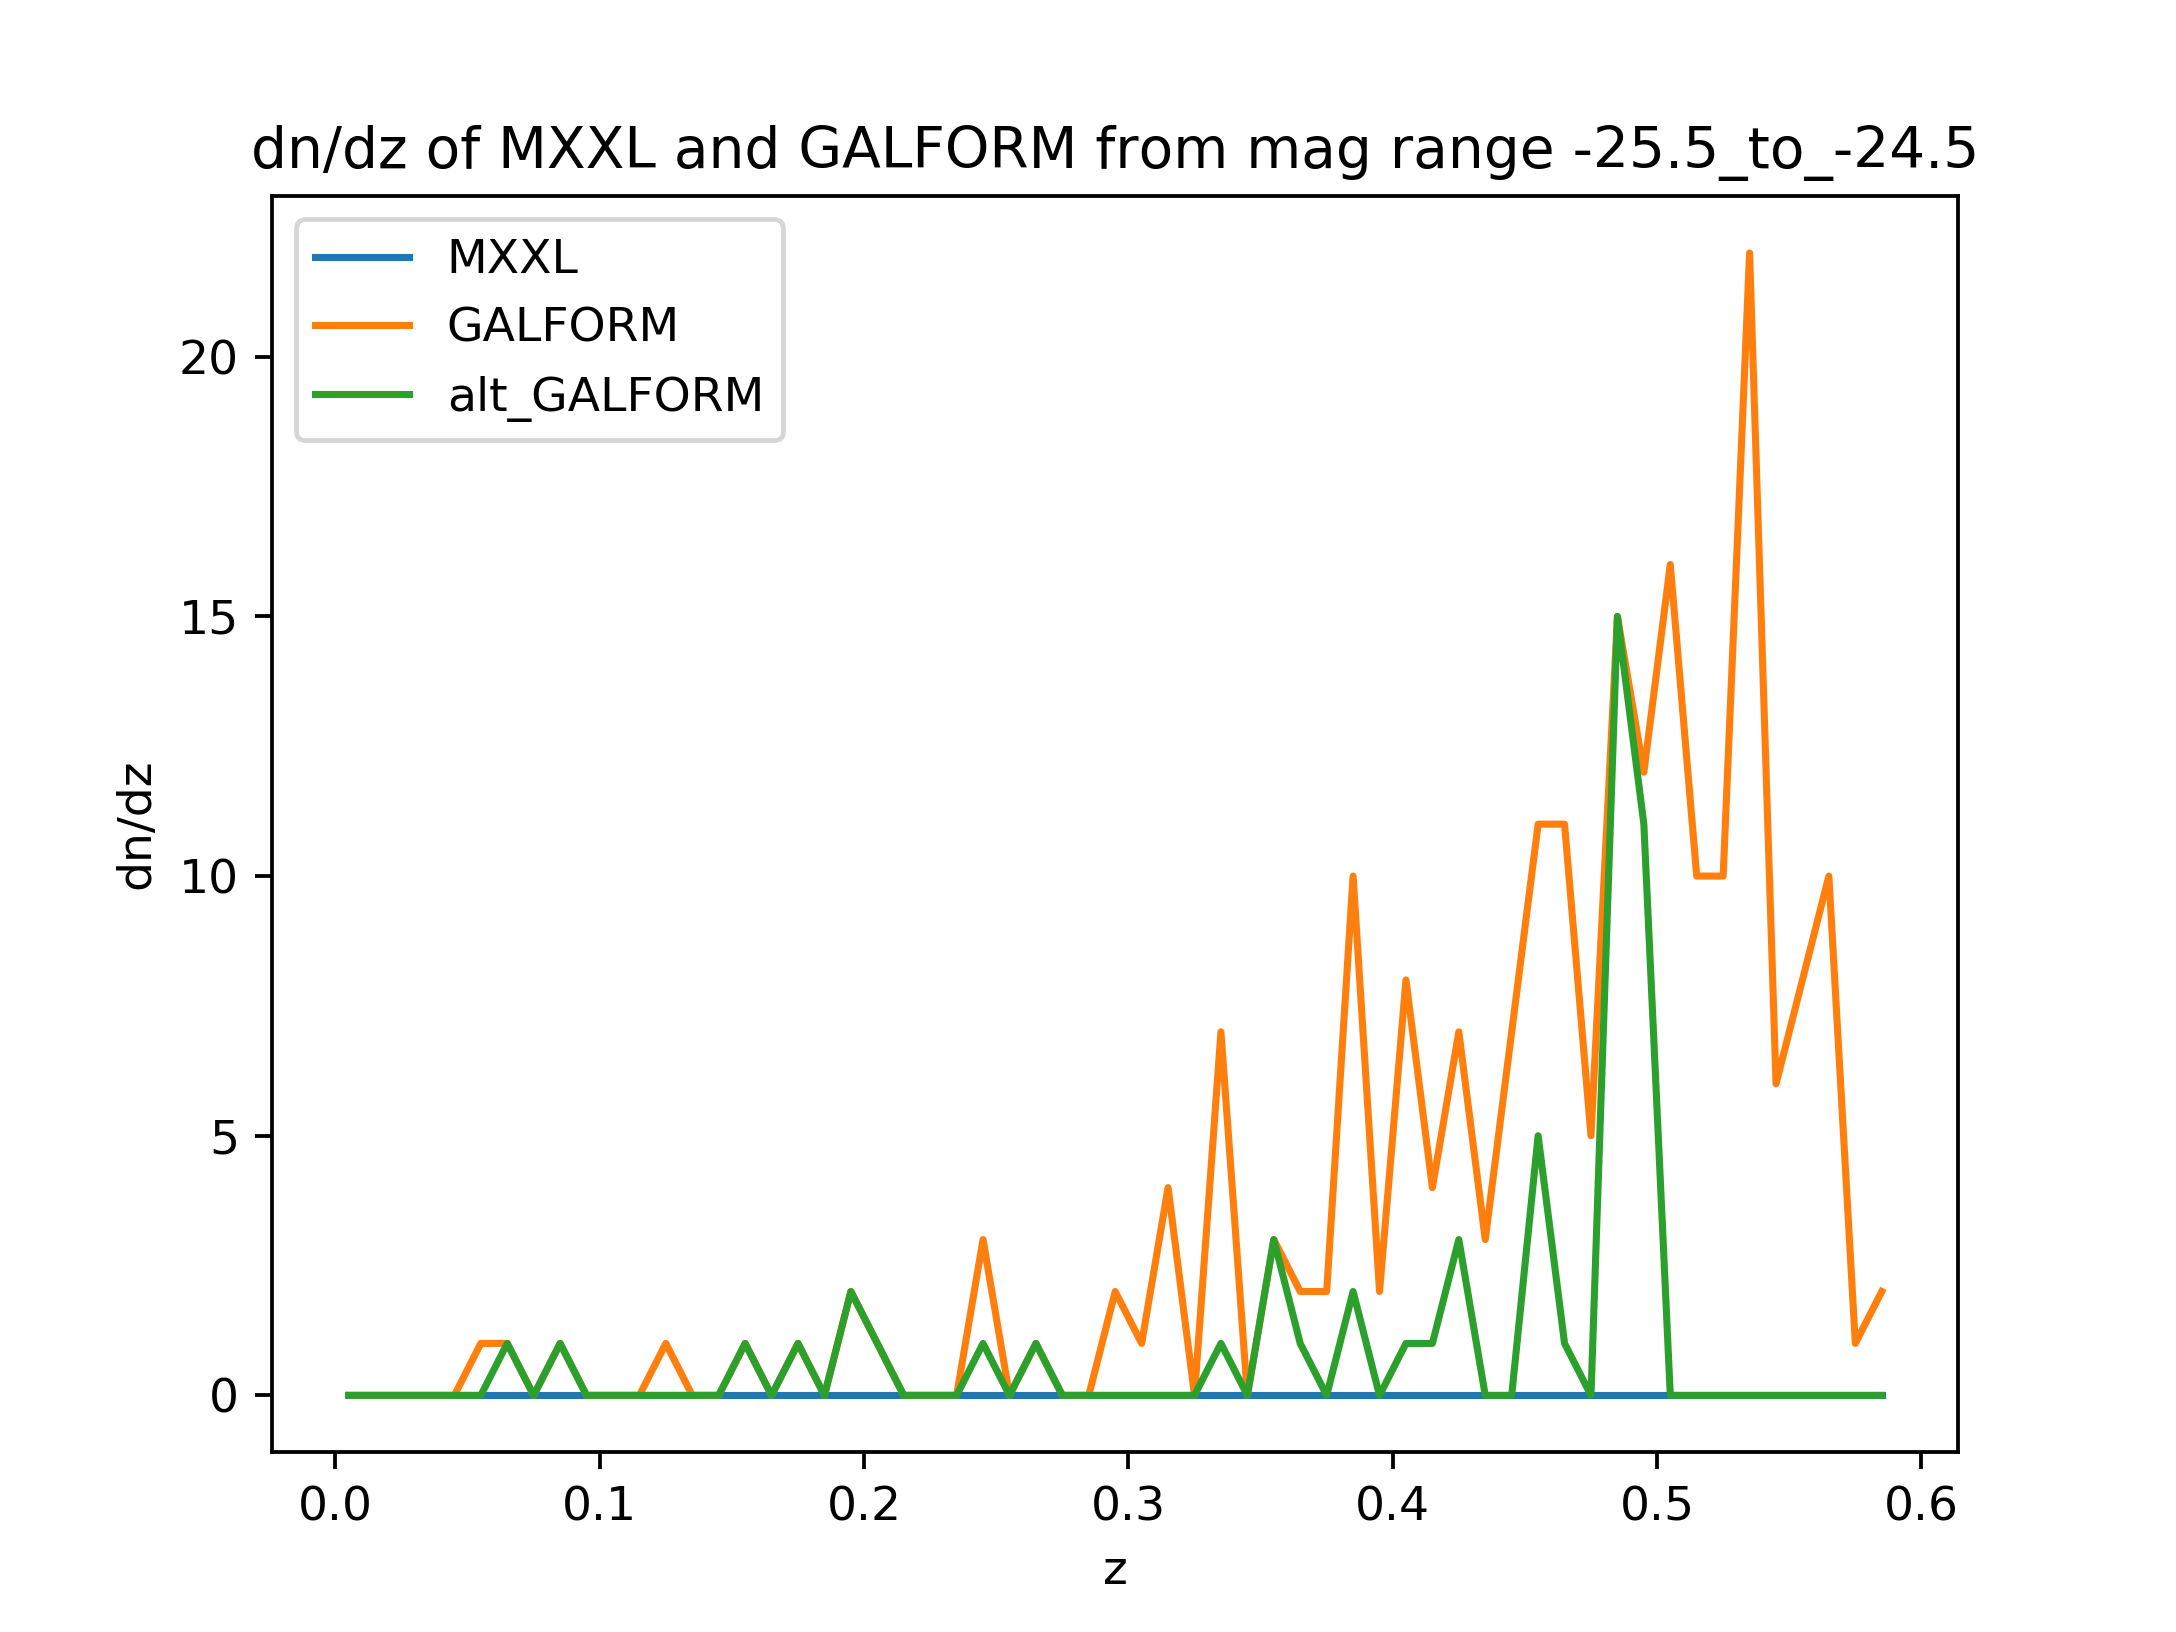 dn/dz of MXXL and GALFORM from mag range -25.5_to_-24.5
MXXL
GALFORM
alt_GALFORM
20
15
10
5
0
dn/dz
0.0 0.1 0.2 0.3 0.4 0.5 0.6
z